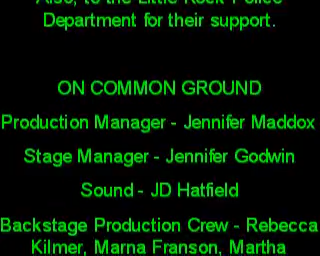 Also, to the Little Rock Police
Department for their support.
ON COMMON GROUND
Production Manager - Jennifer Maddox
Stage Manager - Jennifer Godwin
Sound - JD Hatfield
Backstage Production Crew - Rebecca
Kilmer, Marna Franson, Martha